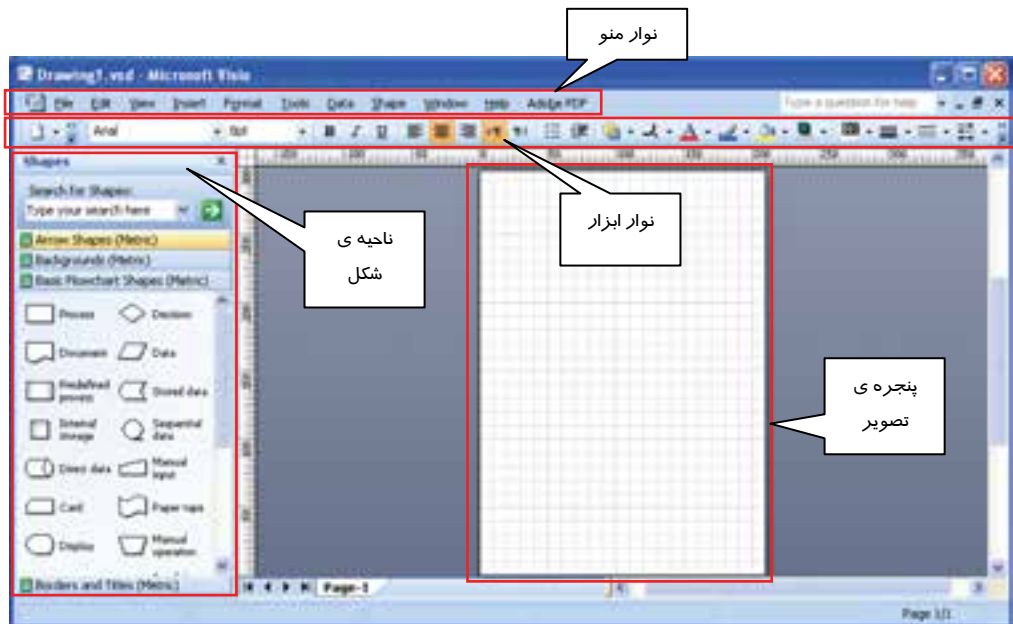 نوار منو
Drawing1.vsd - Microsoft Visio
File Edit View Insert Format Tools Data Shape Window Help Adobe PDF
Type a question for help
Arial
8pt
B I U
Shapes
Search for Shapes:
Type your search here
Arrow Shapes (Metric)
Backgrounds (Metric)
Basic Flowchart Shapes (Metric)
Process
Decision
Document
Data
Predefined
process
Stored data
Internal
storage
Sequential
data
Direct data
Manual
input
Card
Paper tape
Display
Manual
operation
Borders and Titles (Metric)
ناحیه ی
شکل
نوار ابزار
پنجره ی
تصویر
Page-1
Page 1/1